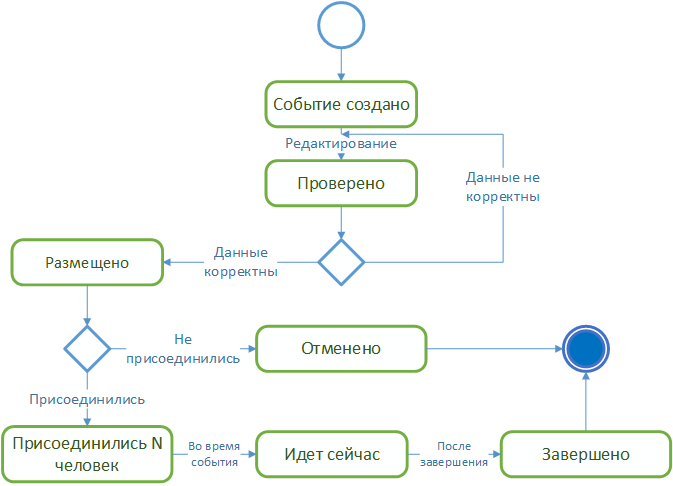 Событие создано
Редактирование
Проверено
Данные не
корректны
Данные
корректны
Размещено
Не
присоединились
Отменено
Присоединились
Присоединились N
человек
Во время
события
Идет сейчас
После
завершения
Завершено